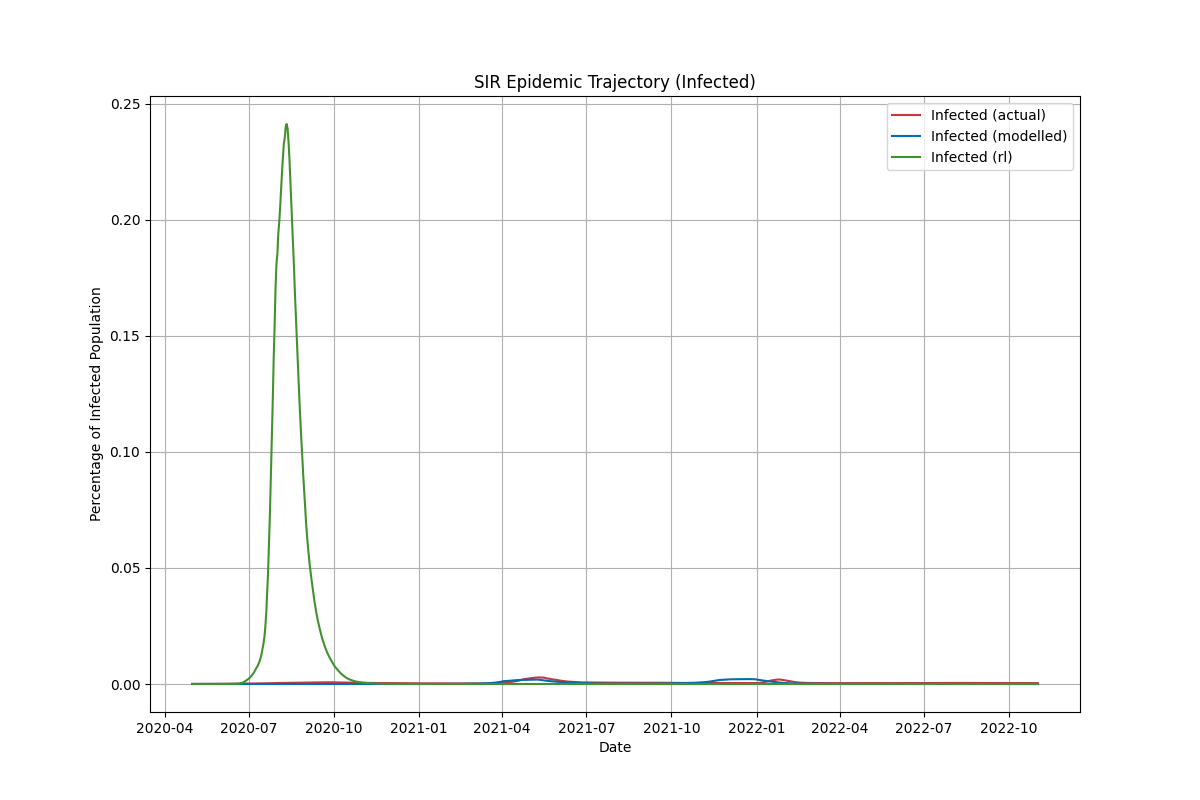 SIR Epidemic Trajectory (Infected)
Infected (actual)
Infected (modelled)
Infected (rl)
Percentage of Infected Population
0.25
0.20
0.15
0.10
0.05
0.00
2020-04 2020-07 2020-10 2021-01 2021-04 2021-07 2021-10 2022-01 2022-04 2022-07 2022-10
Date